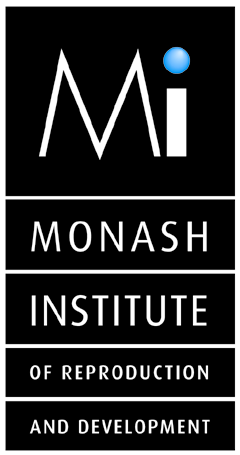 Mi
MONASH
INSTITUTE
OF REPRODUCTION
AND DEVELOPMENT